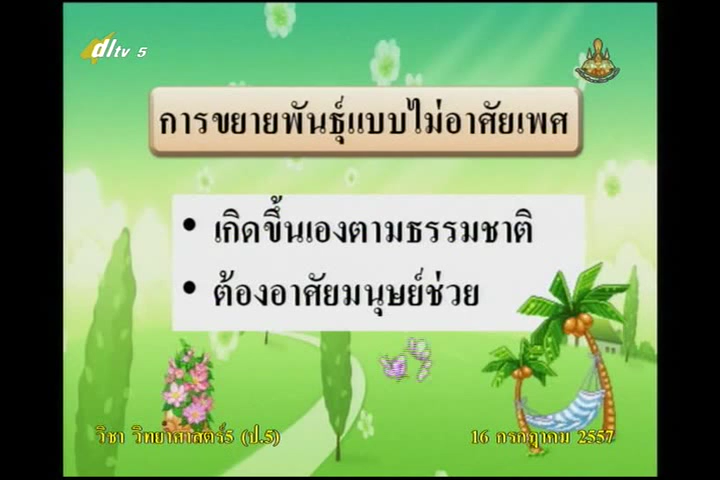 dltv 5
การขยายพันธุ์แบบไม่อาศัยเพศ
• เกิดขึ้นเองตามธรรมชาติ
• ต้องอาศัยมนุษย์ช่วย
วิชา วิทยาศาสตร์5 (ป.5)
16 กรกฎาคม 2557